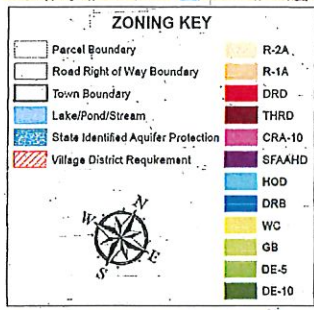 ZONING KEY
Parcel Boundary
Road Right of Way Boundary
Town Boundary
Lake/Pond/Stream
State Identified Aquifer Protection
Village District Requirement
R-2A
R-1A
DRD
THRD
CRA-10
SFAAHD
HOD
DRB
WC
GB
DE-5
DE-10
N
W
E
S